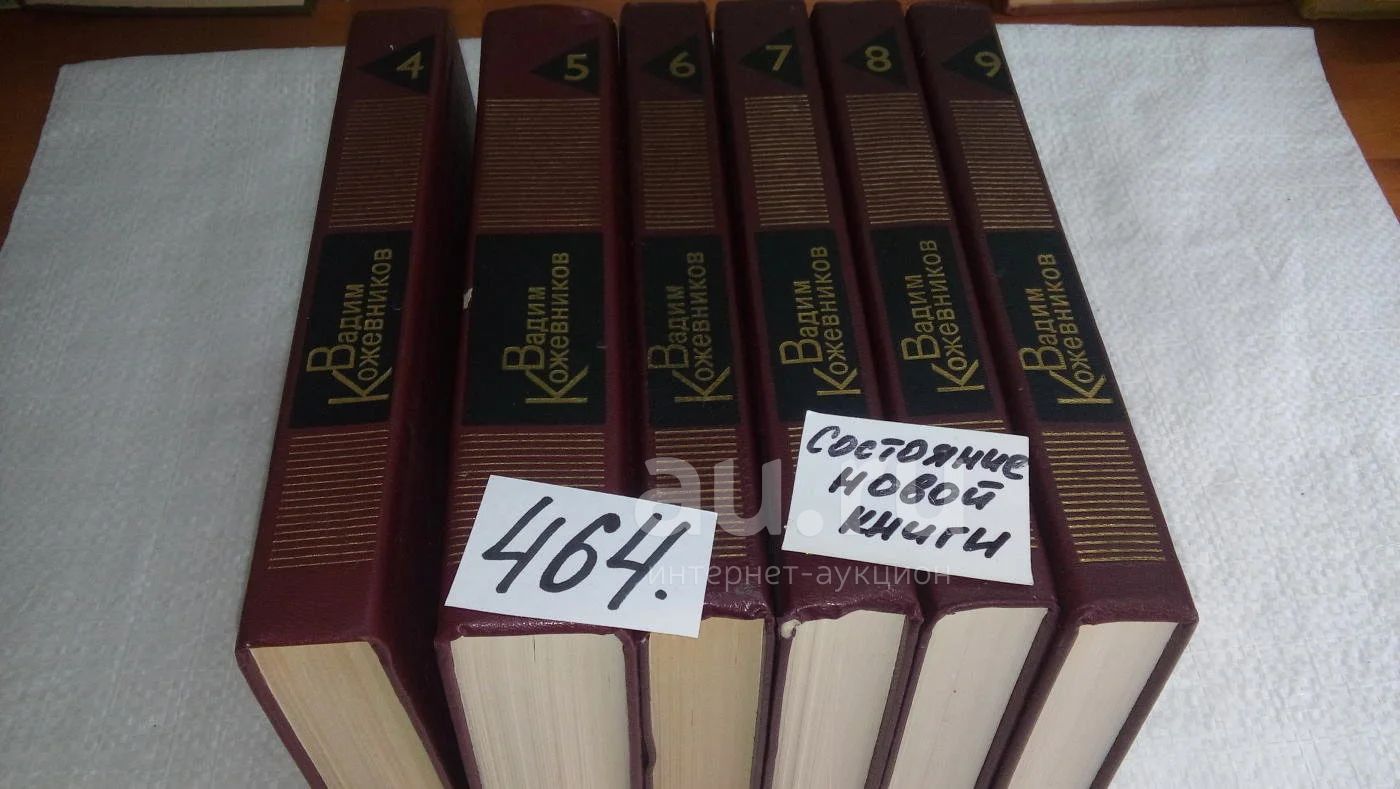 4
5
6
7
8
9
Вадим
Кожевников
Вадим
Кожевников
Вадим
Кожевников
Вадим
Кожевников
Вадим
Кожевников
Вадим
Кожевников
464.
Состояние
новой
книги
au.ru
интернет-аукцион